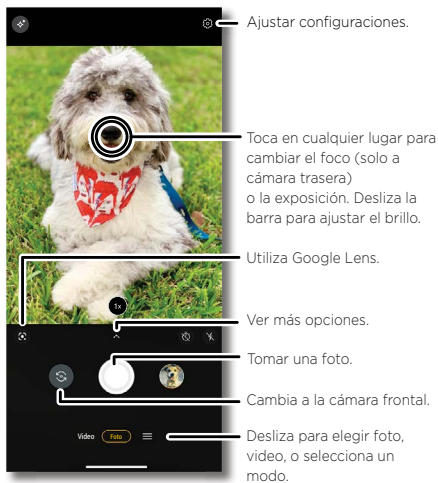 Ajustar configuraciones.
Toca en cualquier lugar para
cambiar el foco (solo a
cámara trasera)
o la exposición. Desliza la
barra para ajustar el brillo.
Utiliza Google Lens.
1x
Ver más opciones.
Tomar una foto.
Cambia a la cámara frontal.
Video Foto
Desliza para elegir foto,
video, o selecciona un
modo.